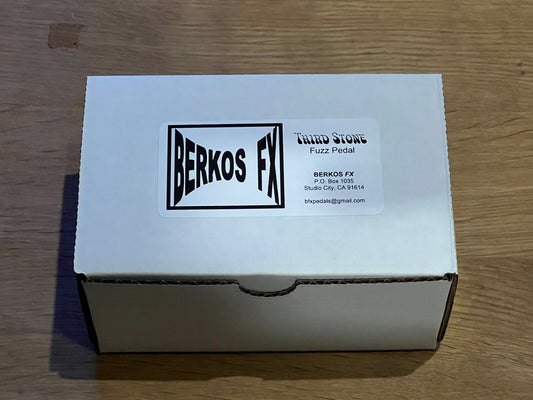 BERKOS FX
THIRD STONE
Fuzz Pedal
BERKOS FX
P.O. Box 1035
Studio City, CA 91614
bfxpedals@gmail.com